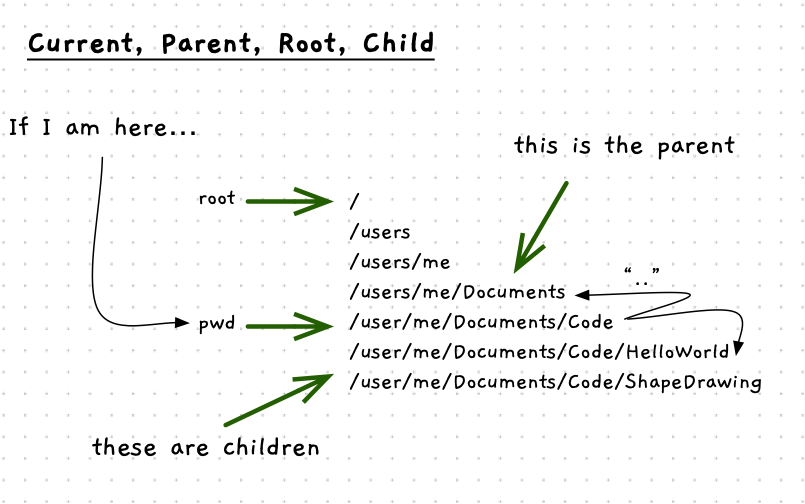 Current, Parent, Root, Child
If I am here...
this is the parent
root
/
/users
/users/me
“..”
/users/me/Documents
pwd
/user/me/Documents/Code
/user/me/Documents/Code/HelloWorld
/user/me/Documents/Code/ShapeDrawing
these are children